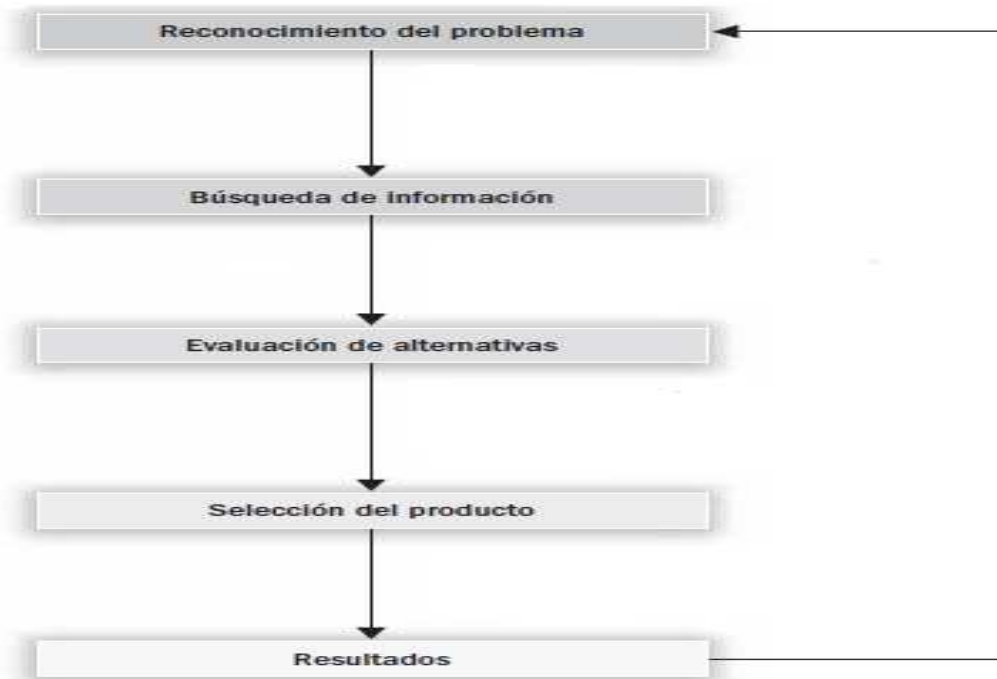 Reconocimiento del problema
Búsqueda de información
Evaluación de alternativas
Selección del producto
Resultados